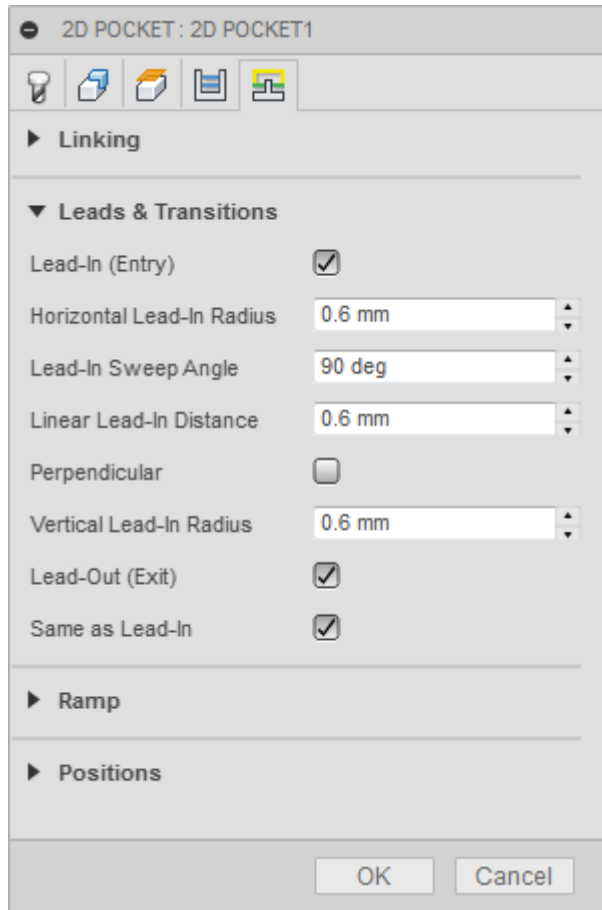 2D POCKET : 2D POCKET1
Linking
Leads & Transitions
Lead-In (Entry)
Horizontal Lead-In Radius 0.6 mm
Lead-In Sweep Angle 90 deg
Linear Lead-In Distance 0.6 mm
Perpendicular
Vertical Lead-In Radius 0.6 mm
Lead-Out (Exit)
Same as Lead-In
Ramp
Positions
OK Cancel